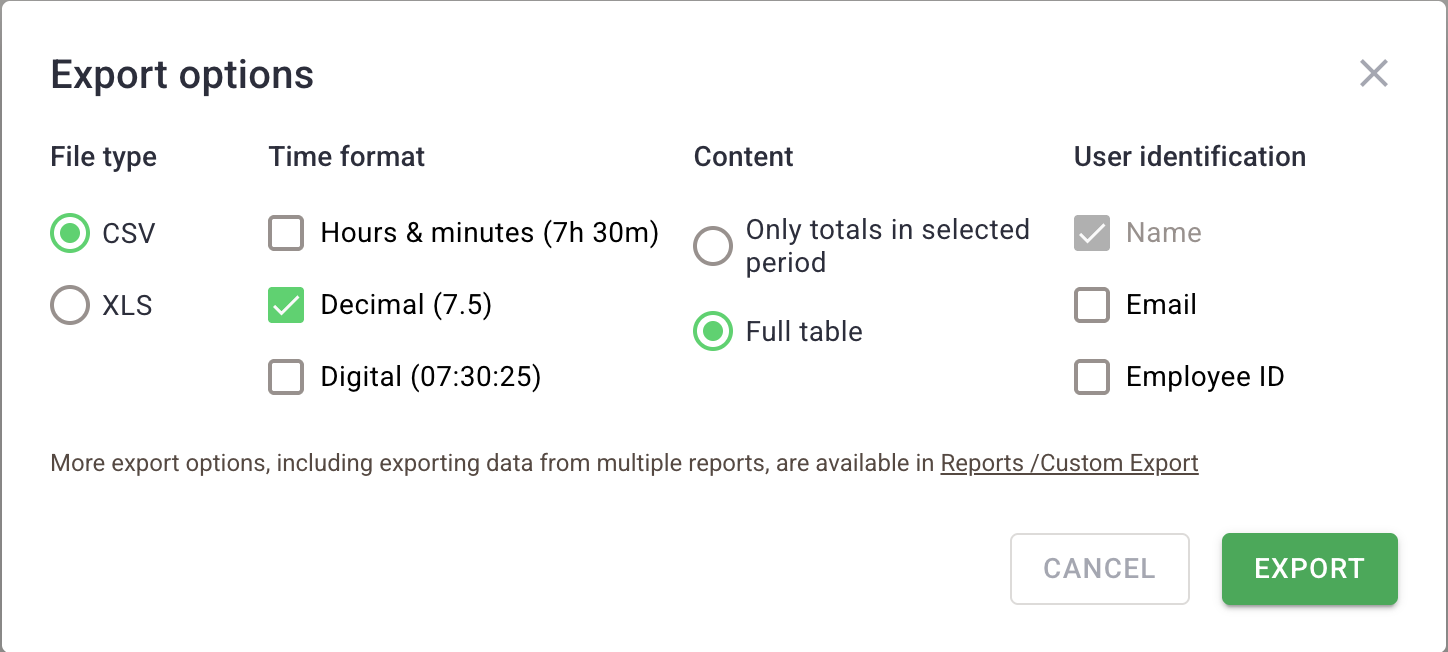 Export options
File type
CSV
XLS
Time format
Hours & minutes (7h 30m)
Decimal (7.5)
Digital (07:30:25)
Content
Only totals in selected
period
Full table
User identification
Name
Email
Employee ID
More export options, including exporting data from multiple reports, are available in Reports /Custom Export
CANCEL
EXPORT